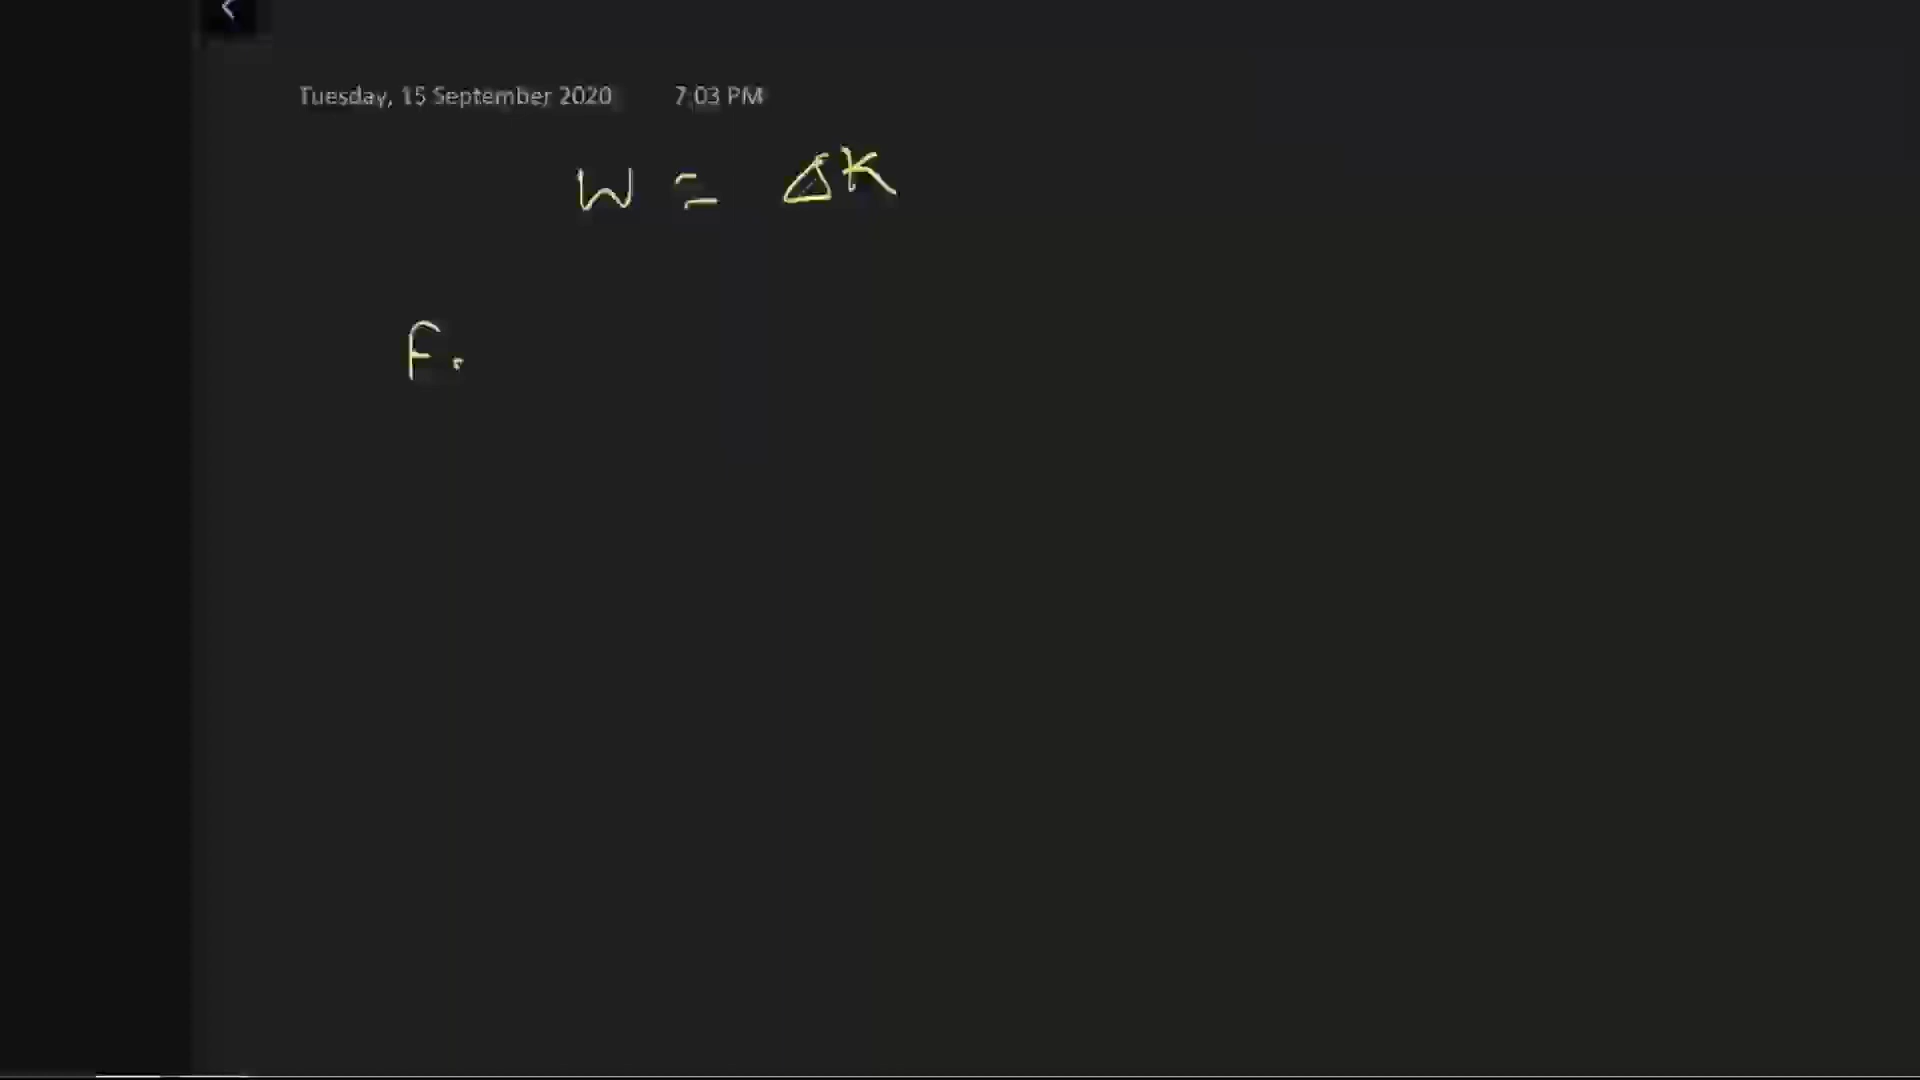 Tuesday, 15 September 2020 7:03 PM
W = ΔK
F.